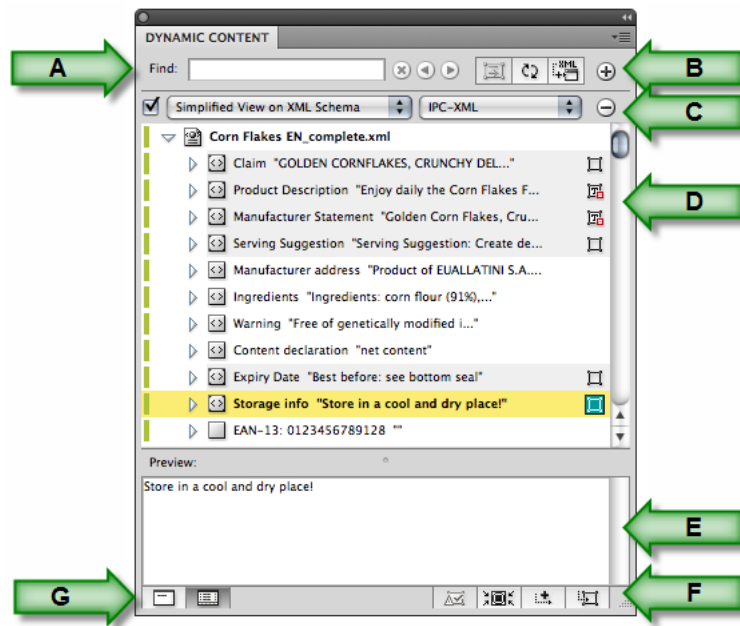 DYNAMIC CONTENT
A
Find:
XML
B
Simplified View on XML Schema IPC-XML
C
Corn Flakes EN_complete.xml
Claim "GOLDEN CORNFLAKES, CRUNCHY DEL..."
Product Description "Enjoy daily the Corn Flakes F...
D
Manufacturer Statement "Golden Corn Flakes, Cru...
Serving Suggestion "Serving Suggestion: Create de...
Manufacturer address "Product of EUALLATINI S.A....
Ingredients "Ingredients: corn flour (91%),..."
Warning "Free of genetically modified i..."
Content declaration "net content"
Expiry Date "Best before: see bottom seal"
Storage info "Store in a cool and dry place!"
EAN-13: 0123456789128 ""
Preview:
Store in a cool and dry place!
E
G
F